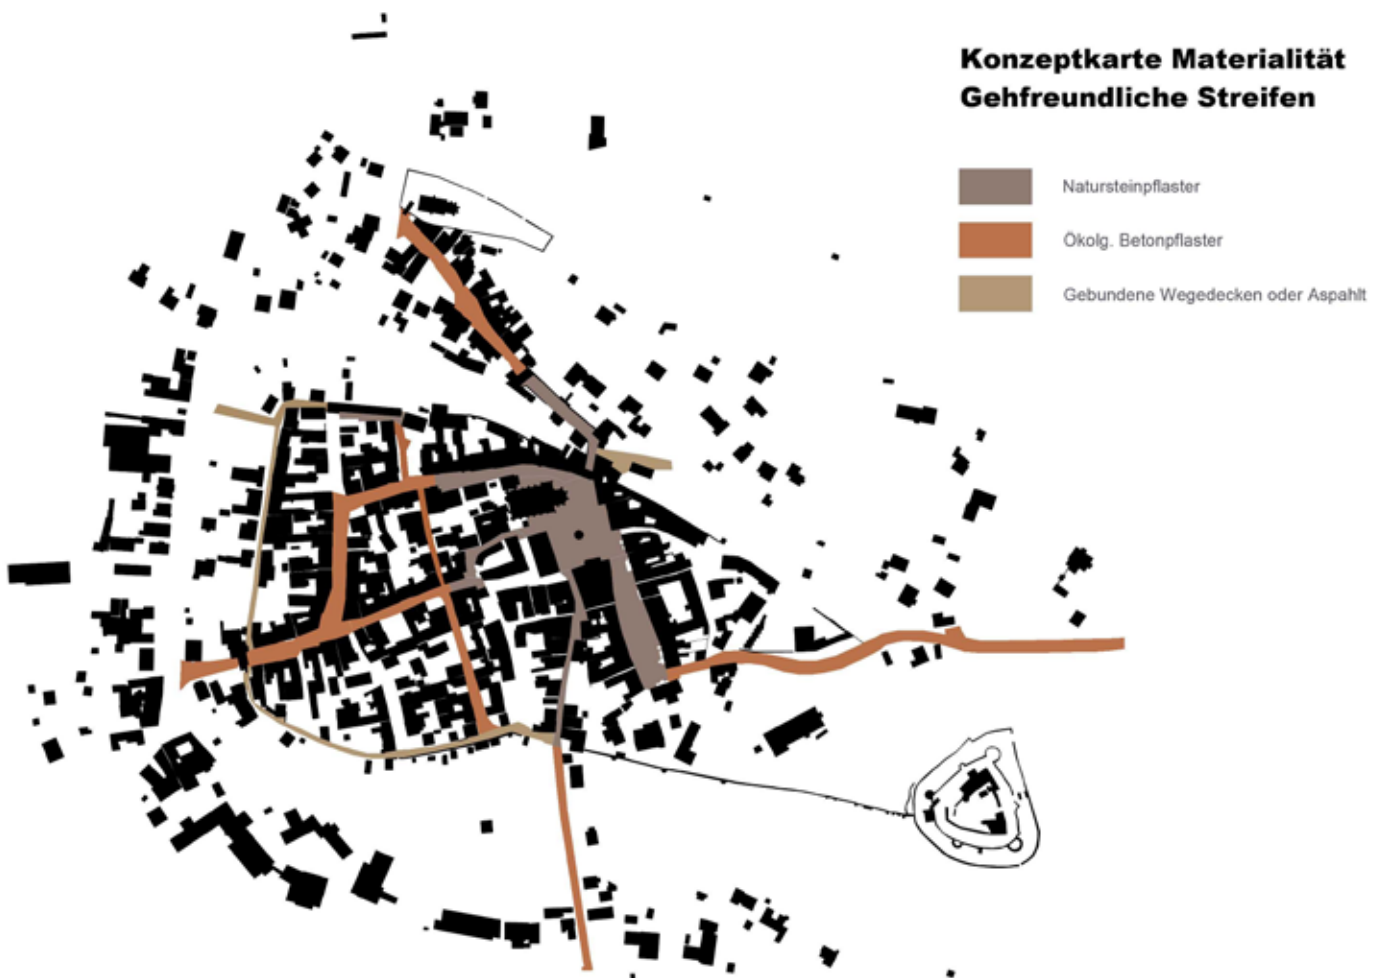 Konzeptkarte Materialität
Gehfreundliche Streifen
Natursteinpflaster
Ökolg. Betonpflaster
Gebundene Wegedecken oder Aspahlt